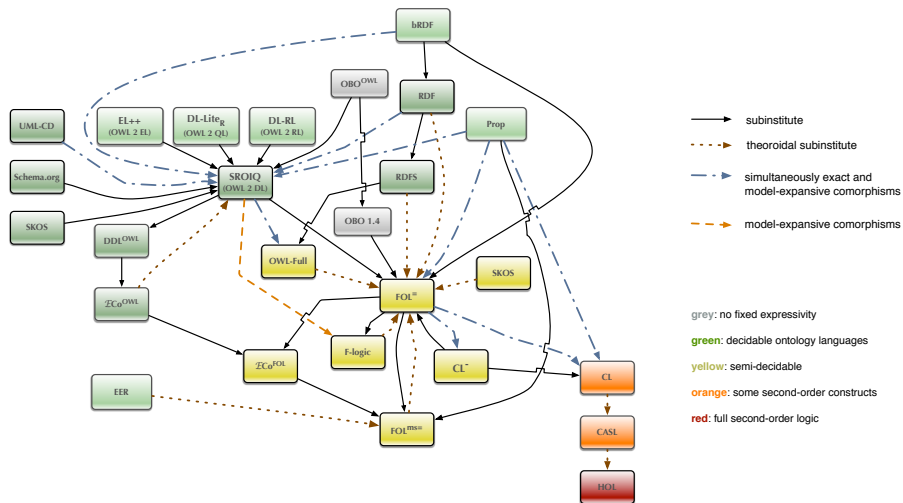 bRDF
OBO^OWL
RDF
UML-CD
EL++
(OWL 2 EL)
DL-Lite_R
(OWL 2 QL)
DL-RL
(OWL 2 RL)
Prop
subinstitute
theoroidal subinstitute
simultaneously exact and
model-expansive comorphisms
model-expansive comorphisms
Schema.org
SROIQ
(OWL 2 DL)
RDFS
SKOS
OBO 1.4
DDL^OWL
OWL-Full
SKOS
ECo^OWL
FOL^=
grey: no fixed expressivity
green: decidable ontology languages
yellow: semi-decidable
orange: some second-order constructs
red: full second-order logic
ECo^FOL
F-logic
CL^-
CL
EER
FOL^ms=
CASL
HOL